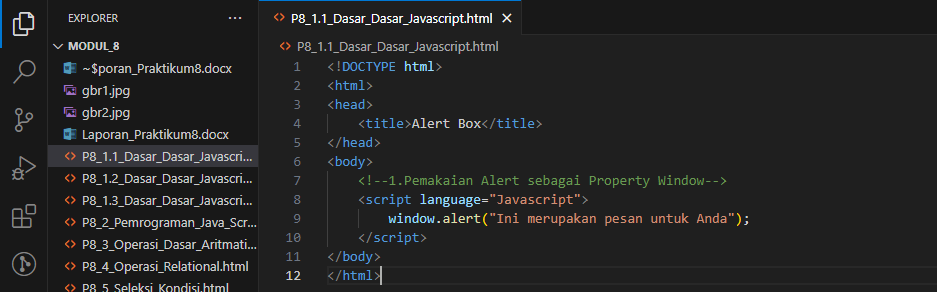 EXPLORER
MODUL_8
~$poran_Praktikum8.docx
gbr1.jpg
gbr2.jpg
Laporan_Praktikum8.docx
P8_1.1_Dasar_Dasar_Javascri...
P8_1.2_Dasar_Dasar_Javascri...
P8_1.3_Dasar_Dasar_Javascri...
P8_2_Pemrograman_Java_Scr...
P8_3_Operasi_Dasar_Aritmati...
P8_4_Operasi_Relational.html
P8_5_Seleksi_Kondisi.html
P8_1.1_Dasar_Dasar_Javascript.html
P8_1.1_Dasar_Dasar_Javascript.html
1 <!DOCTYPE html>
2 <html>
3 <head>
4 <title>Alert Box</title>
5 </head>
6 <body>
7 <!--1.Pemakaian Alert sebagai Property Window-->
8 <script language="Javascript">
9 window.alert("Ini merupakan pesan untuk Anda");
10 </script>
11 </body>
12 </html>